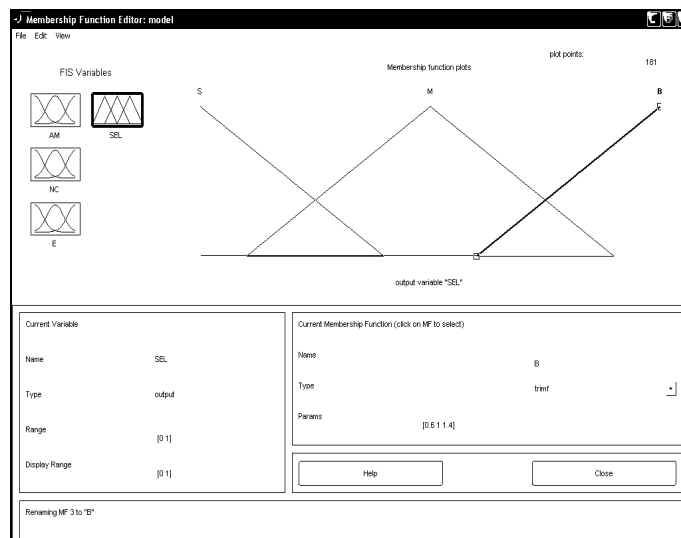 Membership Function Editor: model
File Edit View
FIS Variables
AM
SEL
NC
E
Membership function plots
plot points:
181
S
M
B
output variable "SEL"
Current Variable
Name
SEL
Type
output
Range
[0 1]
Display Range
[0 1]
Current Membership Function (click on MF to select)
Name
B
Type
trimf
Params
[0.6 1 1.4]
Help
Close
Renaming MF 3 to "B"